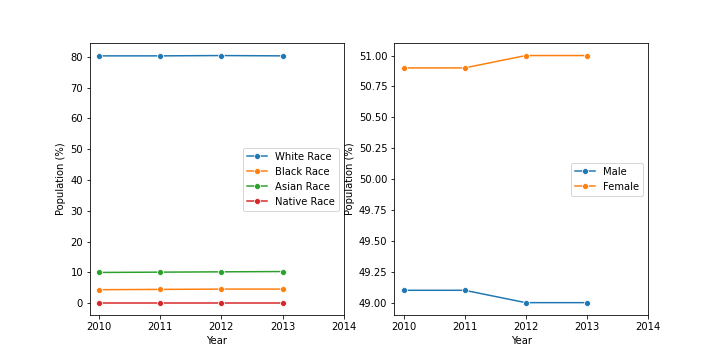 80
70
60
50
40
30
20
10
0
Population (%)
2010 2011 2012 2013 2014
Year
White Race
Black Race
Asian Race
Native Race
51.00
50.75
50.50
50.25
50.00
49.75
49.50
49.25
49.00
Population (%)
2010 2011 2012 2013 2014
Year
Male
Female